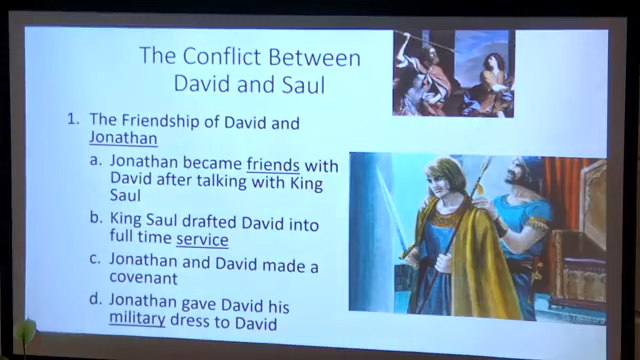 The Conflict Between
David and Saul
1. The Friendship of David and
Jonathan
a. Jonathan became friends with
David after talking with King
Saul
b. King Saul drafted David into
full time service
c. Jonathan and David made a
covenant
d. Jonathan gave David his
military dress to David